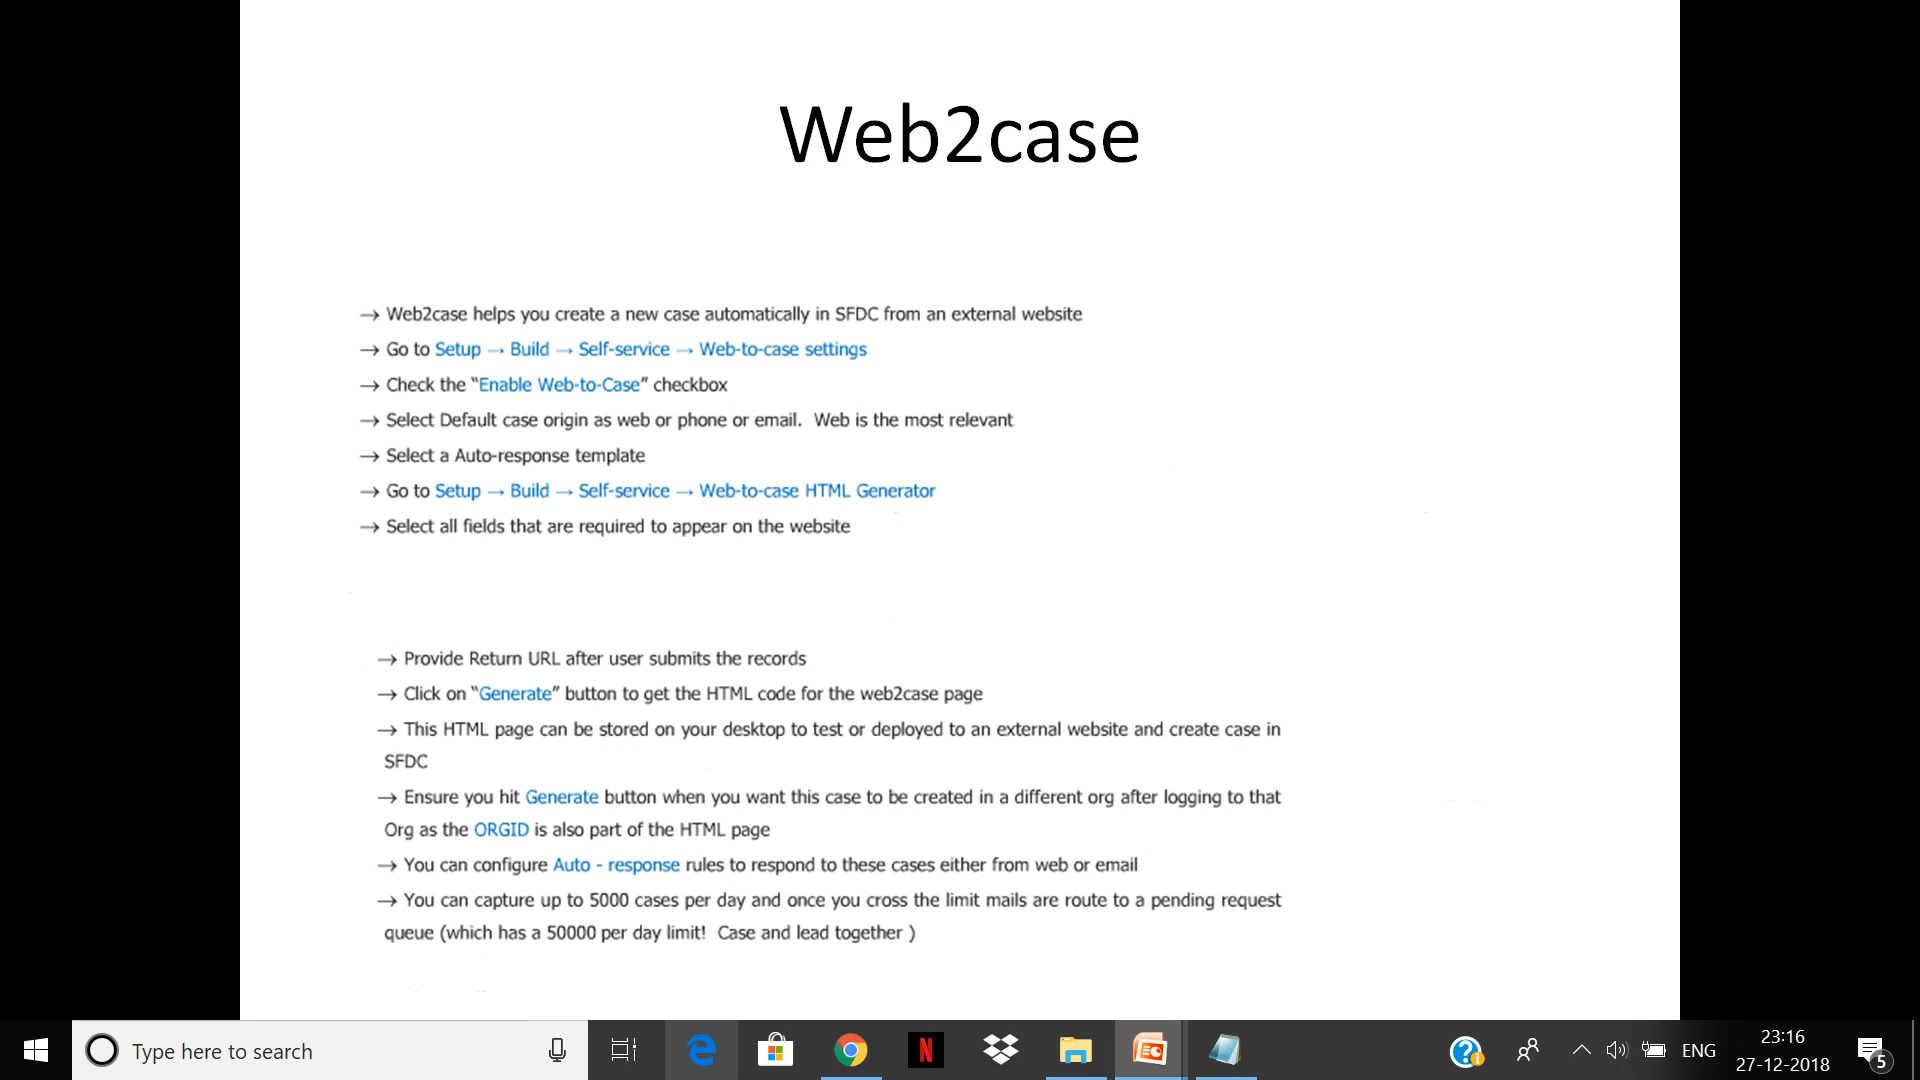 Web2case
→ Web2case helps you create a new case automatically in SFDC from an external website
→ Go to Setup → Build → Self-service → Web-to-case settings
→ Check the “Enable Web-to-Case” checkbox
→ Select Default case origin as web or phone or email.  Web is the most relevant
→ Select a Auto-response template
→ Go to Setup → Build → Self-service → Web-to-case HTML Generator
→ Select all fields that are required to appear on the website
→ Provide Return URL after user submits the records
→ Click on “Generate” button to get the HTML code for the web2case page
→ This HTML page can be stored on your desktop to test or deployed to an external website and create case in
SFDC
→ Ensure you hit Generate button when you want this case to be created in a different org after logging to that
Org as the ORGID is also part of the HTML page
→ You can configure Auto - response rules to respond to these cases either from web or email
→ You can capture up to 5000 cases per day and once you cross the limit mails are route to a pending request
queue (which has a 50000 per day limit!  Case and lead together )
Type here to search
N
ENG
23:16
27-12-2018
5